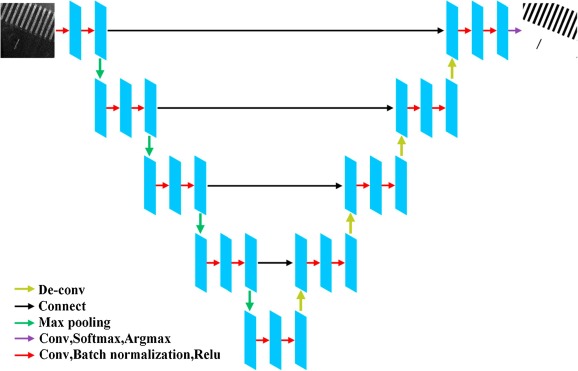 De-conv
Connect
Max pooling
Conv,Softmax,Argmax
Conv,Batch normalization,Relu